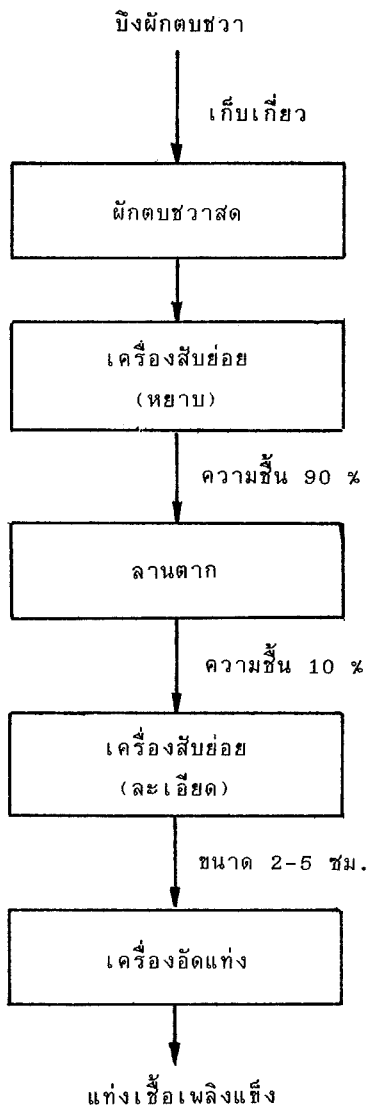 บึงผักตบชวา
เก็บเกี่ยว
ผักตบชวาสด
เครื่องสับย่อย
(หยาบ)
ความชื้น 90 %
ลานตาก
ความชื้น 10 %
เครื่องสับย่อย
(ละเอียด)
ขนาด 2-5 ซม.
เครื่องอัดแท่ง
แท่งเชื้อเพลิงแข็ง